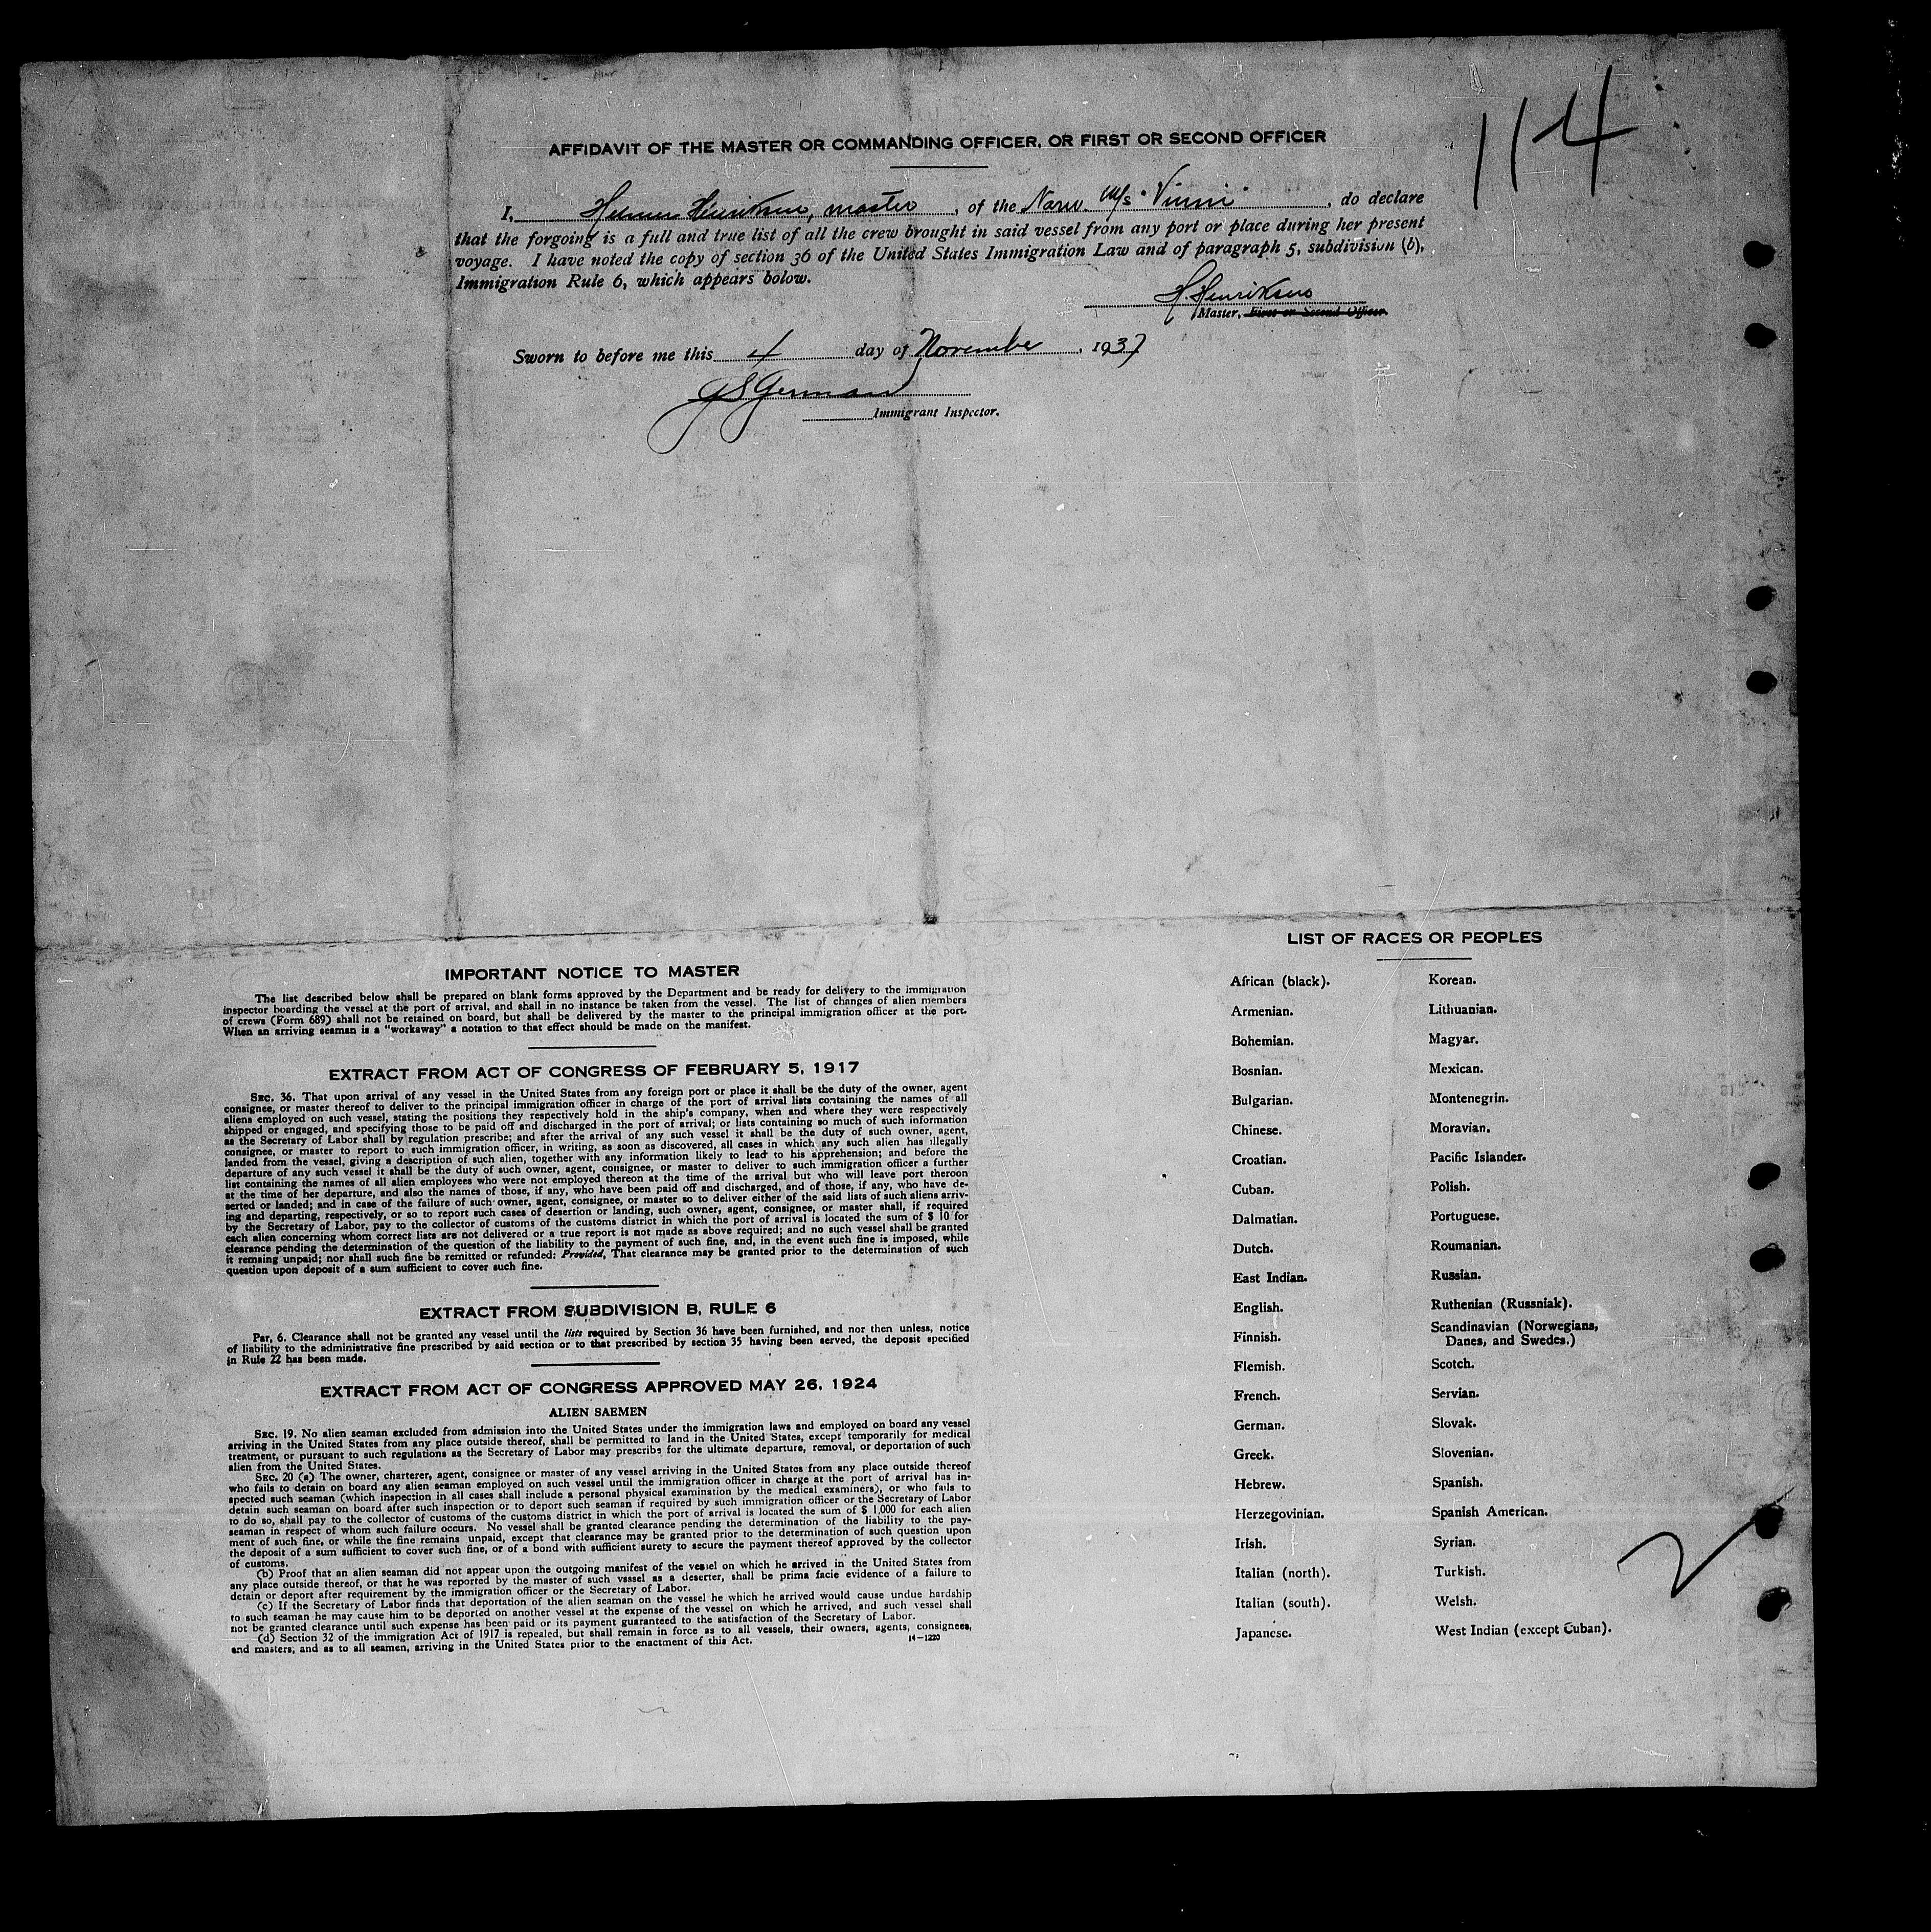 114
AFFIDAVIT OF THE MASTER OR COMMANDING OFFICER, OR FIRST OR SECOND OFFICER
I, Henriksen, master, of the Norw. M/s "Vinni", do declare
that the forgoing is a full and true list of all the crew brought in said vessel from any port or place during her present
voyage. I have noted the copy of section 36 of the United States Immigration Law and of paragraph 5, subdivision (b),
Immigration Rule 6, which appears bolow.
H. Henriksen
Master, First or Second Officer.
Sworn to before me this 4 day of November, 1937
G S German
Immigrant Inspector.
IMPORTANT NOTICE TO MASTER
The list described below shall be prepared on blank forms approved by the Department and be ready for delivery to the immigration
inspector boarding the vessel at the port of arrival, and shall in no instance be taken from the vessel. The list of changes of alien members
of crews (Form 689) shall not be retained on board, but shall be delivered by the master to the principal immigration officer at the port.
When an arriving seaman is a "workaway" a notation to that effect should be made on the manifest.
EXTRACT FROM ACT OF CONGRESS OF FEBRUARY 5, 1917
SEC. 36. That upon arrival of any vessel in the United States from any foreign port or place it shall be the duty of the owner, agent
consignee, or master thereof to deliver to the principal immigration officer in charge of the port of arrival lists containing the names of all
aliens employed on such vessel, stating the positions they respectively hold in the ship's company, when and where they were respectively
shipped or engaged, and specifying those to be paid off and discharged in the port of arrival; or lists containing so much of such information
as the Secretary of Labor shall by regulation prescribe; and after the arrival of any such vessel it shall be the duty of such owner, agent,
consignee, or master to report to such immigration officer, in writing, as soon as discovered, all cases in which any such alien has illegally
landed from the vessel, giving a description of such alien, together with any information likely to lead to his apprehension; and before the
departure of any such vessel it shall be the duty of such owner, agent, consignee, or master to deliver to such immigration officer a further
list containing the names of all alien employees who were not employed thereon at the time of the arrival but who will leave port theroon
at the time of her departure, and also the names of those, if any, who have been paid off and discharged, and of those, if any, who have de-
serted or landed; and in case of the failure of such owner, agent, consignee, or master so to deliver either of the said lists of such aliens arriv-
ing and departing, respectively, or so to report such cases of desertion or landing, such owner, agent, consignee, or master shall, if required
by the Secretary of Labor, pay to the collector of customs of the customs district in which the port of arrival is located the sum of $ 10 for
each alien concerning whom correct lists are not delivered or a true report is not made as above required; and no such vessel shall be granted
clearance pending the determination of the question of the liability to the payment of such fine, and, in the event such fine is imposed, while
it remsing unpaid; nor shall such fine be remitted or refunded: Provided, That clearance may be granted prior to the determination of such
question upon deposit of a sum sufficient to cover such fine.
EXTRACT FROM SUBDIVISION B, RULE 6
Par, 6. Clearance shall not be granted any vessel until the lists required by Section 36 have been furnished, and nor then unless, notice
of liability to the administrative fine prescribed by said section or to that prescribed by section 35 having been served, the deposit specified
in Rule 22 has been made.
EXTRACT FROM ACT OF CONGRESS APPROVED MAY 26, 1924
ALIEN SAEMEN
SEC. 19. No alien seaman excluded from admission into the United States under the immigration laws and employed on board any vessel
arriving in the United States from any place outside thereof, shall be permitted to land in the United States, except temporarily for medical
treatment, or pursuant to such regulations as the Secretary of Labor may prescribe for the ultimate departure, removal, or deportation of such
alien from the United States.
SEC. 20 (a) The owner, charterer, agent, consignee or master of any vessel arriving in the United States from any place outside thereof
who fails to detain on board any alien seaman employed on such vessel until the immigration officer in charge at the port of arrival has in-
spected such seaman (which inspection in all cases shall include a personal physical examination by the medical examiners), or who fails to
detain such seaman on board after such inspection or to deport such seaman if required by such immigration officer or the Secretary of Labor
to do so, shall pay to the collector of customs of the customs district in which the port of arrival is located the sum of $ 1,000 for each alien
seaman in respect of whom such failure occurs. No vessel shall be granted clearance pending the determination of the liability to the pay-
ment of such fine, or while the fine remains unpaid, except that clearance may be granted prior to the determination of such question upon
the deposit of a sum sufficient to cover such fine, or of a bond with sufficient surety to secure the payment thereof approved by the collector
of customs.
(b) Proof that an alien seaman did not appear upon the outgoing manifest of the vessel on which he arrived in the United States from
any place outside thereof, or that he was reported by the master of such vsssel as a deserter, shall be prima facie evidence of a failure to
detain or deport after requirement by the immigration officer or the Secretary of Labor.
(c) If the Secretary of Labor finds that deportation of the alien seaman on the vessel he which he arrived would cause undue hardship
to such seaman he may cause him to be deported on another vessel at the expense of the vessel on which he arrived, and such vessel shall
not be granted clearance until such expense has been paid or its payment guaranteed to the satisfaction of the Secretary of Labor.
(d) Section 32 of the immigration Act of 1917 is repealed, but shall remain in force as to all vessels, their owners, agents, consignees,
and masters, and as to all seamen, arriving in the United States prior to the enactment of this Act.
14—1220
LIST OF RACES OR PEOPLES
African (black).
Armenian.
Bohemian.
Bosnian.
Bulgarian.
Chinese.
Croatian.
Cuban.
Dalmatian.
Dutch.
East Indian.
English.
Finnish.
Flemish.
French.
German.
Greek.
Hebrew.
Herzegovinian.
Irish.
Italian (north).
Italian (south).
Japanese.
Korean.
Lithuanian.
Magyar.
Mexican.
Montenegrin.
Moravian.
Pacific Islander.
Polish.
Portuguese.
Roumanian.
Russian.
Ruthenian (Russniak).
Scandinavian (Norwegians,
Danes, and Swedes.)
Scotch.
Servian.
Slovak.
Slovenian.
Spanish.
Spanish American.
Syrian.
Turkish.
Welsh.
West Indian (except Cuban).